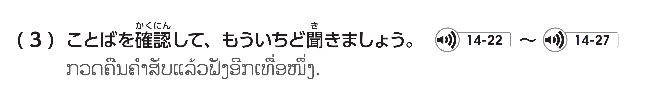 （3）ことばを確認して、もういちど聞きましょう。 14-22 ～ 14-27
ກວດຄືນຄຳສັບແລ້ວຟັງອີກເທື່ອໜຶ່ງ.